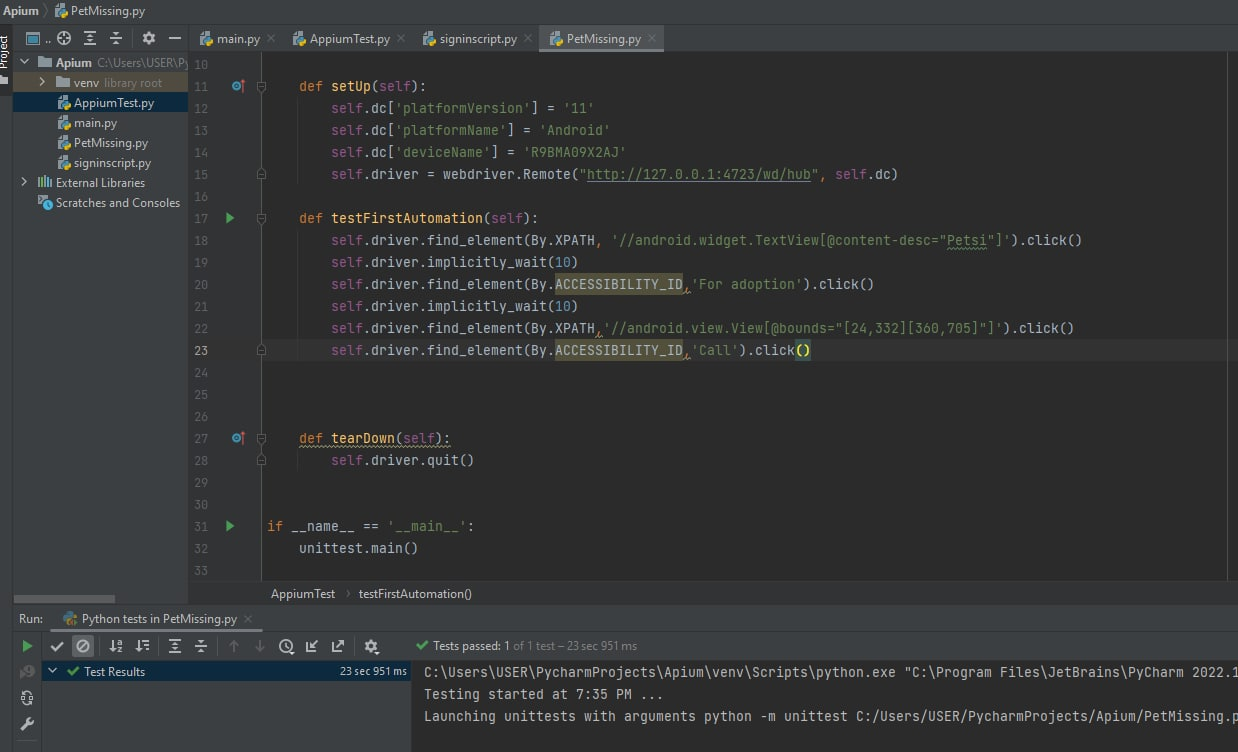 Apium PetMissing.py
Project
main.py AppiumTest.py signinscript.py PetMissing.py
Apium C:\Users\USER\Py
venv library root
AppiumTest.py
main.py
PetMissing.py
signinscript.py
External Libraries
Scratches and Consoles
10
11 def setUp(self):
12 self.dc['platformVersion'] = '11'
13 self.dc['platformName'] = 'Android'
14 self.dc['deviceName'] = 'R9BMA09X2AJ'
15 self.driver = webdriver.Remote("http://127.0.0.1:4723/wd/hub", self.dc)
16
17 def testFirstAutomation(self):
18 self.driver.find_element(By.XPATH, '//android.widget.TextView[@content-desc="Petsi"]').click()
19 self.driver.implicitly_wait(10)
20 self.driver.find_element(By.ACCESSIBILITY_ID,'For adoption').click()
21 self.driver.implicitly_wait(10)
22 self.driver.find_element(By.XPATH,'//android.view.View[@bounds="[24,332][360,705]"]').click()
23 self.driver.find_element(By.ACCESSIBILITY_ID,'Call').click()
24
25
26
27 def tearDown(self):
28 self.driver.quit()
29
30
31 if __name__ == '__main__':
32 unittest.main()
33
AppiumTest › testFirstAutomation()
Run: Python tests in PetMissing.py
Tests passed: 1 of 1 test – 23 sec 951 ms
Test Results 23 sec 951 ms
C:\Users\USER\PycharmProjects\Apium\venv\Scripts\python.exe "C:\Program Files\JetBrains\PyCharm 2022.1
Testing started at 7:35 PM ...
Launching unittests with arguments python -m unittest C:/Users/USER/PycharmProjects/Apium/PetMissing.p